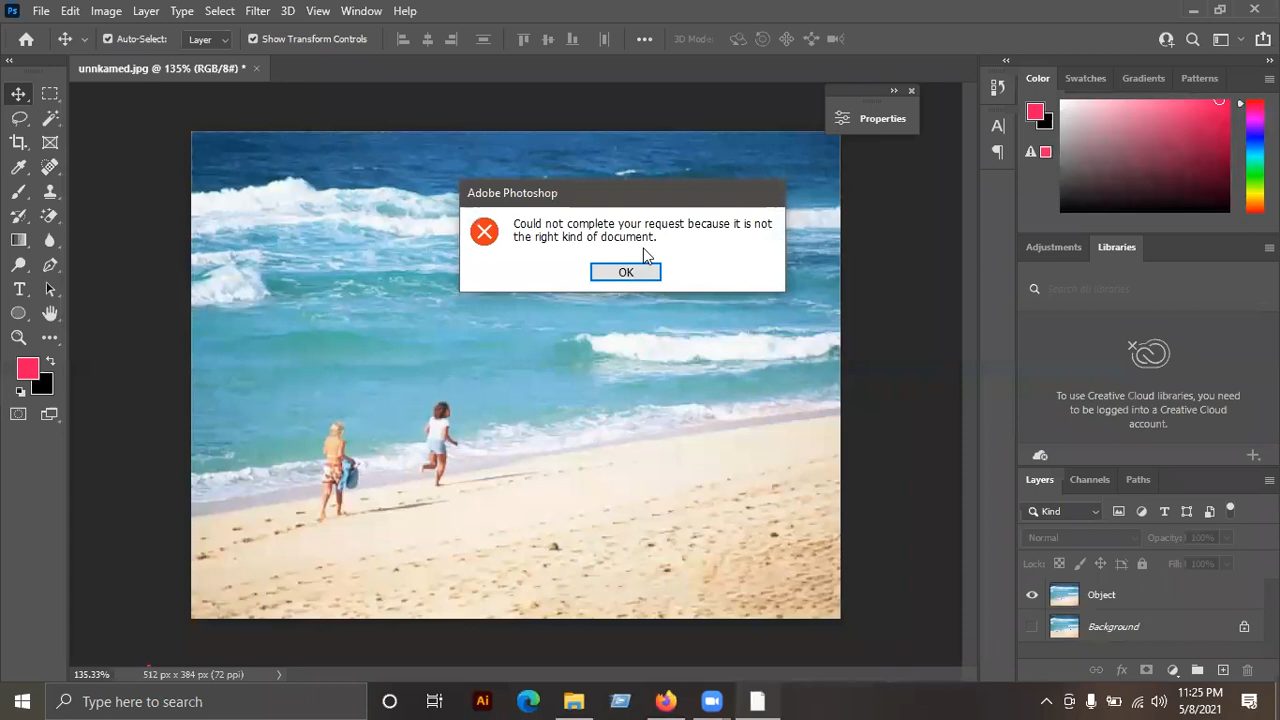 Ps File Edit Image Layer Type Select Filter 3D View Window Help
Auto-Select: Layer Show Transform Controls 3D Mode
unnkamed.jpg @ 135% (RGB/8#) *
Color Swatches Gradients Patterns
Properties
Adobe Photoshop
Could not complete your request because it is not
the right kind of document.
OK
Adjustments Libraries
Search all libraries
To use Creative Cloud libraries, you need
to be logged into a Creative Cloud
account.
Layers Channels Paths
Kind
Normal Opacity: 100%
Lock: Fill: 100%
Object
Background
135.33% 512 px x 384 px (72 ppi)
Type here to search
Ai
11:25 PM
5/8/2021